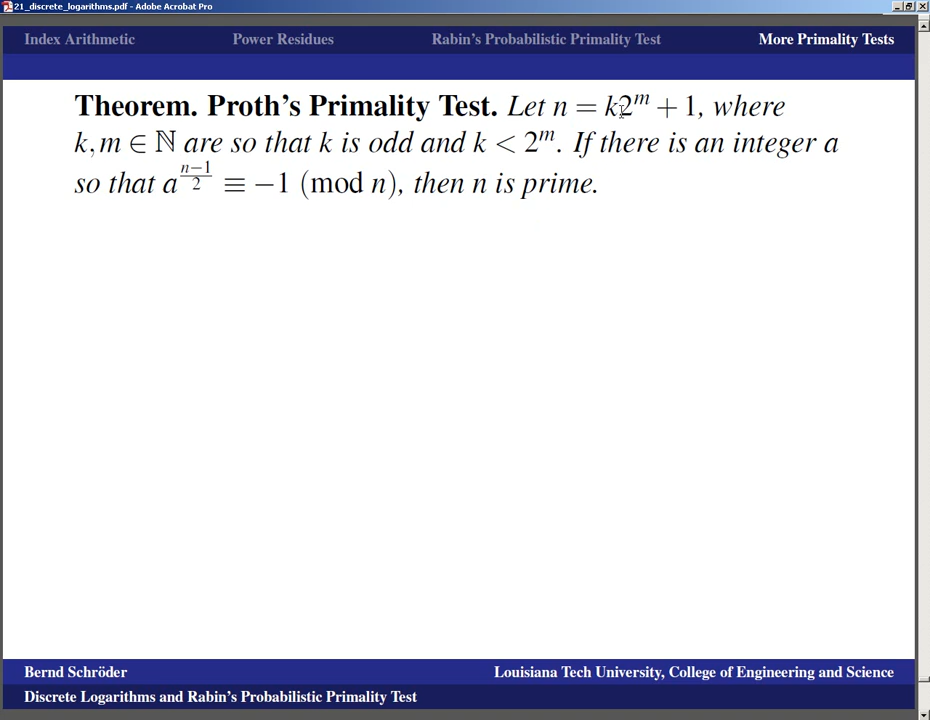 21_discrete_logarithms.pdf - Adobe Acrobat Pro
Index Arithmetic Power Residues Rabin's Probabilistic Primality Test More Primality Tests
Theorem. Proth's Primality Test. Let n = k2^m + 1, where
k, m ∈ ℕ are so that k is odd and k < 2^m. If there is an integer a
so that a^((n−1)/2) ≡ −1 (mod n), then n is prime.
Bernd Schröder Louisiana Tech University, College of Engineering and Science
Discrete Logarithms and Rabin's Probabilistic Primality Test